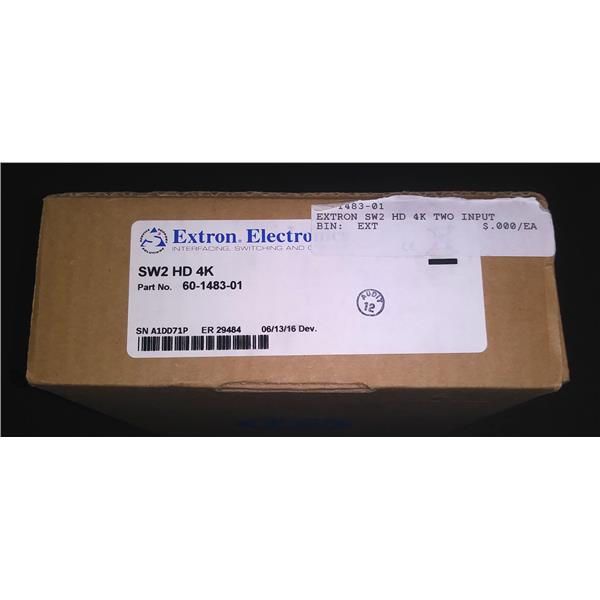 Extron. Electro
INTERFACING, SWITCHING AND
SW2 HD 4K
Part No. 60-1483-01
SN A1DD71P ER 29484 06/13/16 Dev.
AUDIT
12
1483-01
EXTRON SW2 HD 4K TWO INPUT
BIN: EXT $.000/EA